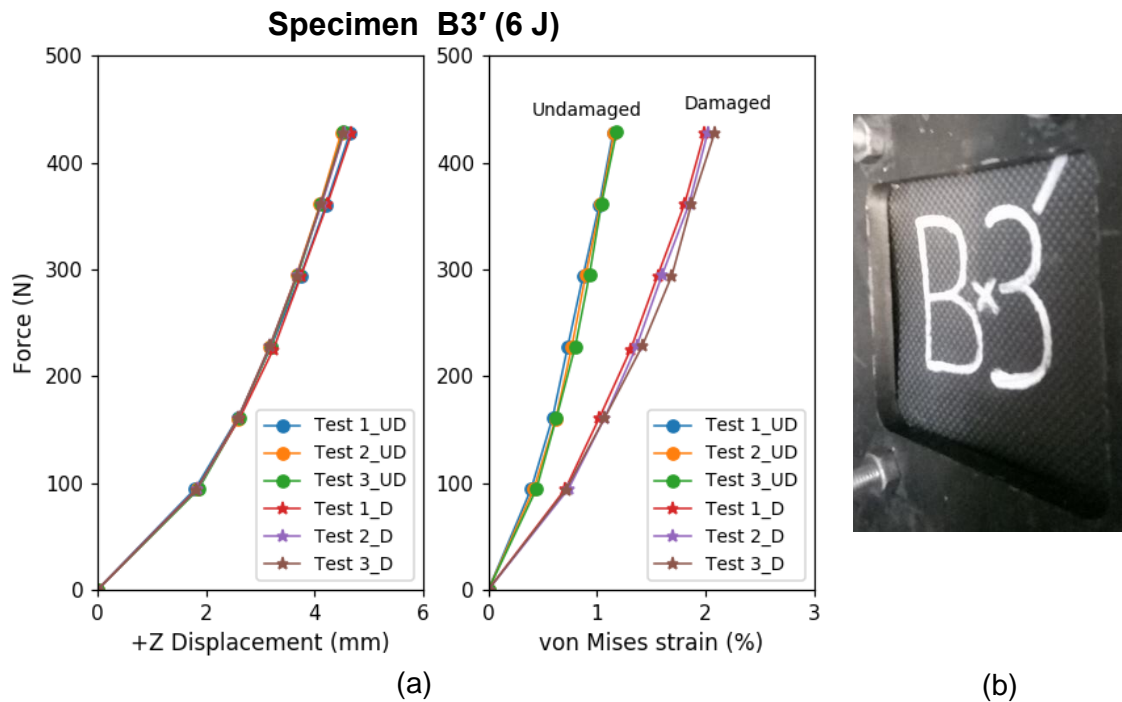 Specimen B3′ (6 J)
500
400
300
200
100
0
Force (N)
0 2 4 6
+Z Displacement (mm)
Test 1_UD
Test 2_UD
Test 3_UD
Test 1_D
Test 2_D
Test 3_D
(a)
500
400
300
200
100
0
0 1 2 3
von Mises strain (%)
Undamaged
Damaged
Test 1_UD
Test 2_UD
Test 3_UD
Test 1_D
Test 2_D
Test 3_D
B×3′
(b)